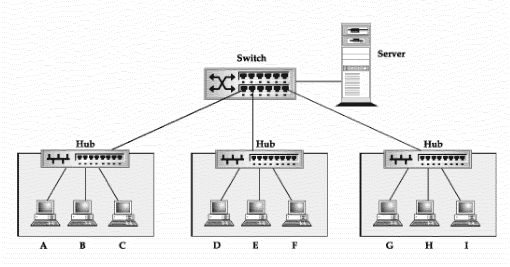 Switch
Server
Hub Hub Hub
A B C D E F G H I